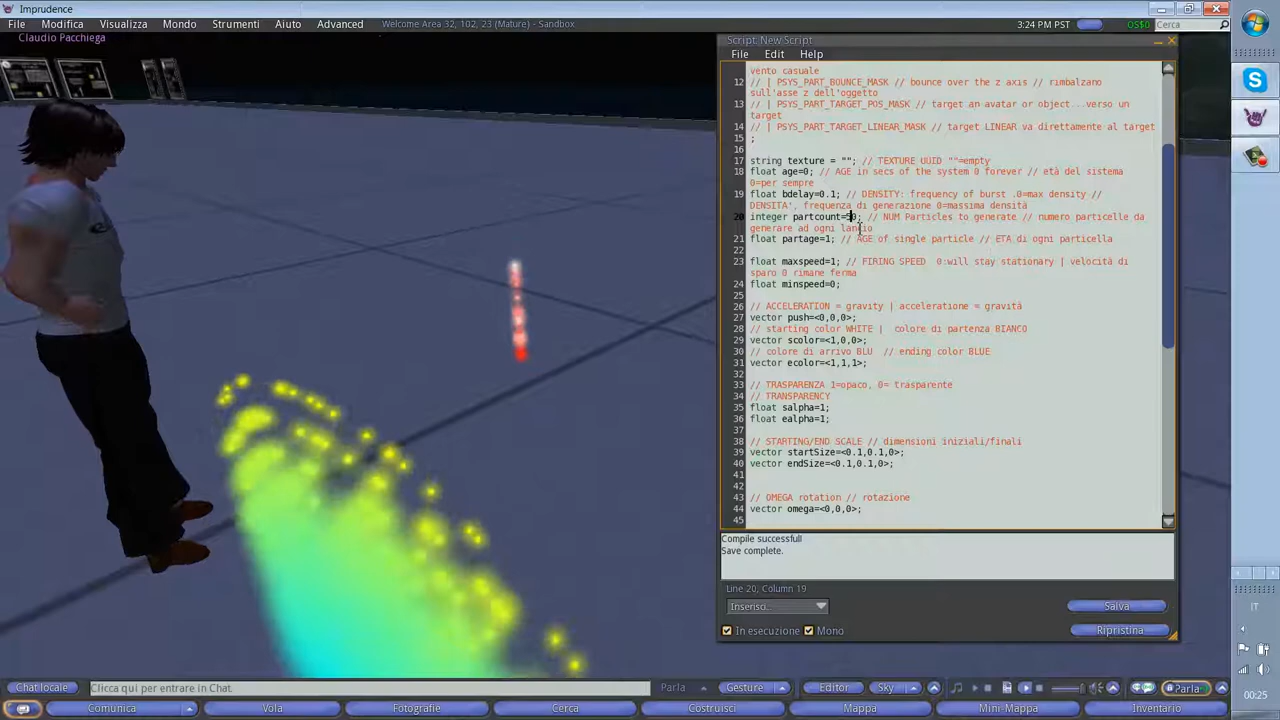 Imprudence
File Modifica Visualizza Mondo Strumenti Aiuto Advanced Welcome Area 32, 102, 23 (Mature) - Sandbox 3:24 PM PST OS$0 Cerca
Claudio Pacchiega
Script: New Script
File Edit Help
vento casuale
12 // | PSYS_PART_BOUNCE_MASK // bounce over the z axis // rimbalzano
sull'asse z dell'oggetto
13 // | PSYS_PART_TARGET_POS_MASK // target an avatar or object...verso un
target
14 // | PSYS_PART_TARGET_LINEAR_MASK // target LINEAR va direttamente al target
15 ;
16
17 string texture = ""; // TEXTURE UUID ""=empty
18 float age=0; // AGE in secs of the system 0 forever // età del sistema
0=per sempre
19 float bdelay=0.1; // DENSITY: frequency of burst .0=max density //
DENSITA', frequenza di generazione 0=massima densità
20 integer partcount=50; // NUM Particles to generate // numero particelle da
generare ad ogni lancio
21 float partage=1; // AGE of single particle // ETA di ogni particella
22
23 float maxspeed=1; // FIRING SPEED 0:will stay stationary | velocità di
sparo 0 rimane ferma
24 float minspeed=0;
25
26 // ACCELERATION = gravity | acceleratione = gravità
27 vector push=<0,0,0>;
28 // starting color WHITE | colore di partenza BIANCO
29 vector scolor=<1,0,0>;
30 // colore di arrivo BLU // ending color BLUE
31 vector ecolor=<1,1,1>;
32
33 // TRASPARENZA 1=opaco, 0= trasparente
34 // TRANSPARENCY
35 float salpha=1;
36 float ealpha=1;
37
38 // STARTING/END SCALE // dimensioni iniziali/finali
39 vector startSize=<0.1,0.1,0>;
40 vector endSize=<0.1,0.1,0>;
41
42
43 // OMEGA rotation // rotazione
44 vector omega=<0,0,0>;
45
Compile successful!
Save complete.
Line 20, Column 19
Inserisci... Salva
In esecuzione Mono Ripristina
IT
Chat locale Clicca qui per entrare in Chat. Parla Gesture Editor Sky Parla
Comunica Vola Fotografie Cerca Costruisci Mappa Mini-Mappa Inventario
00:25